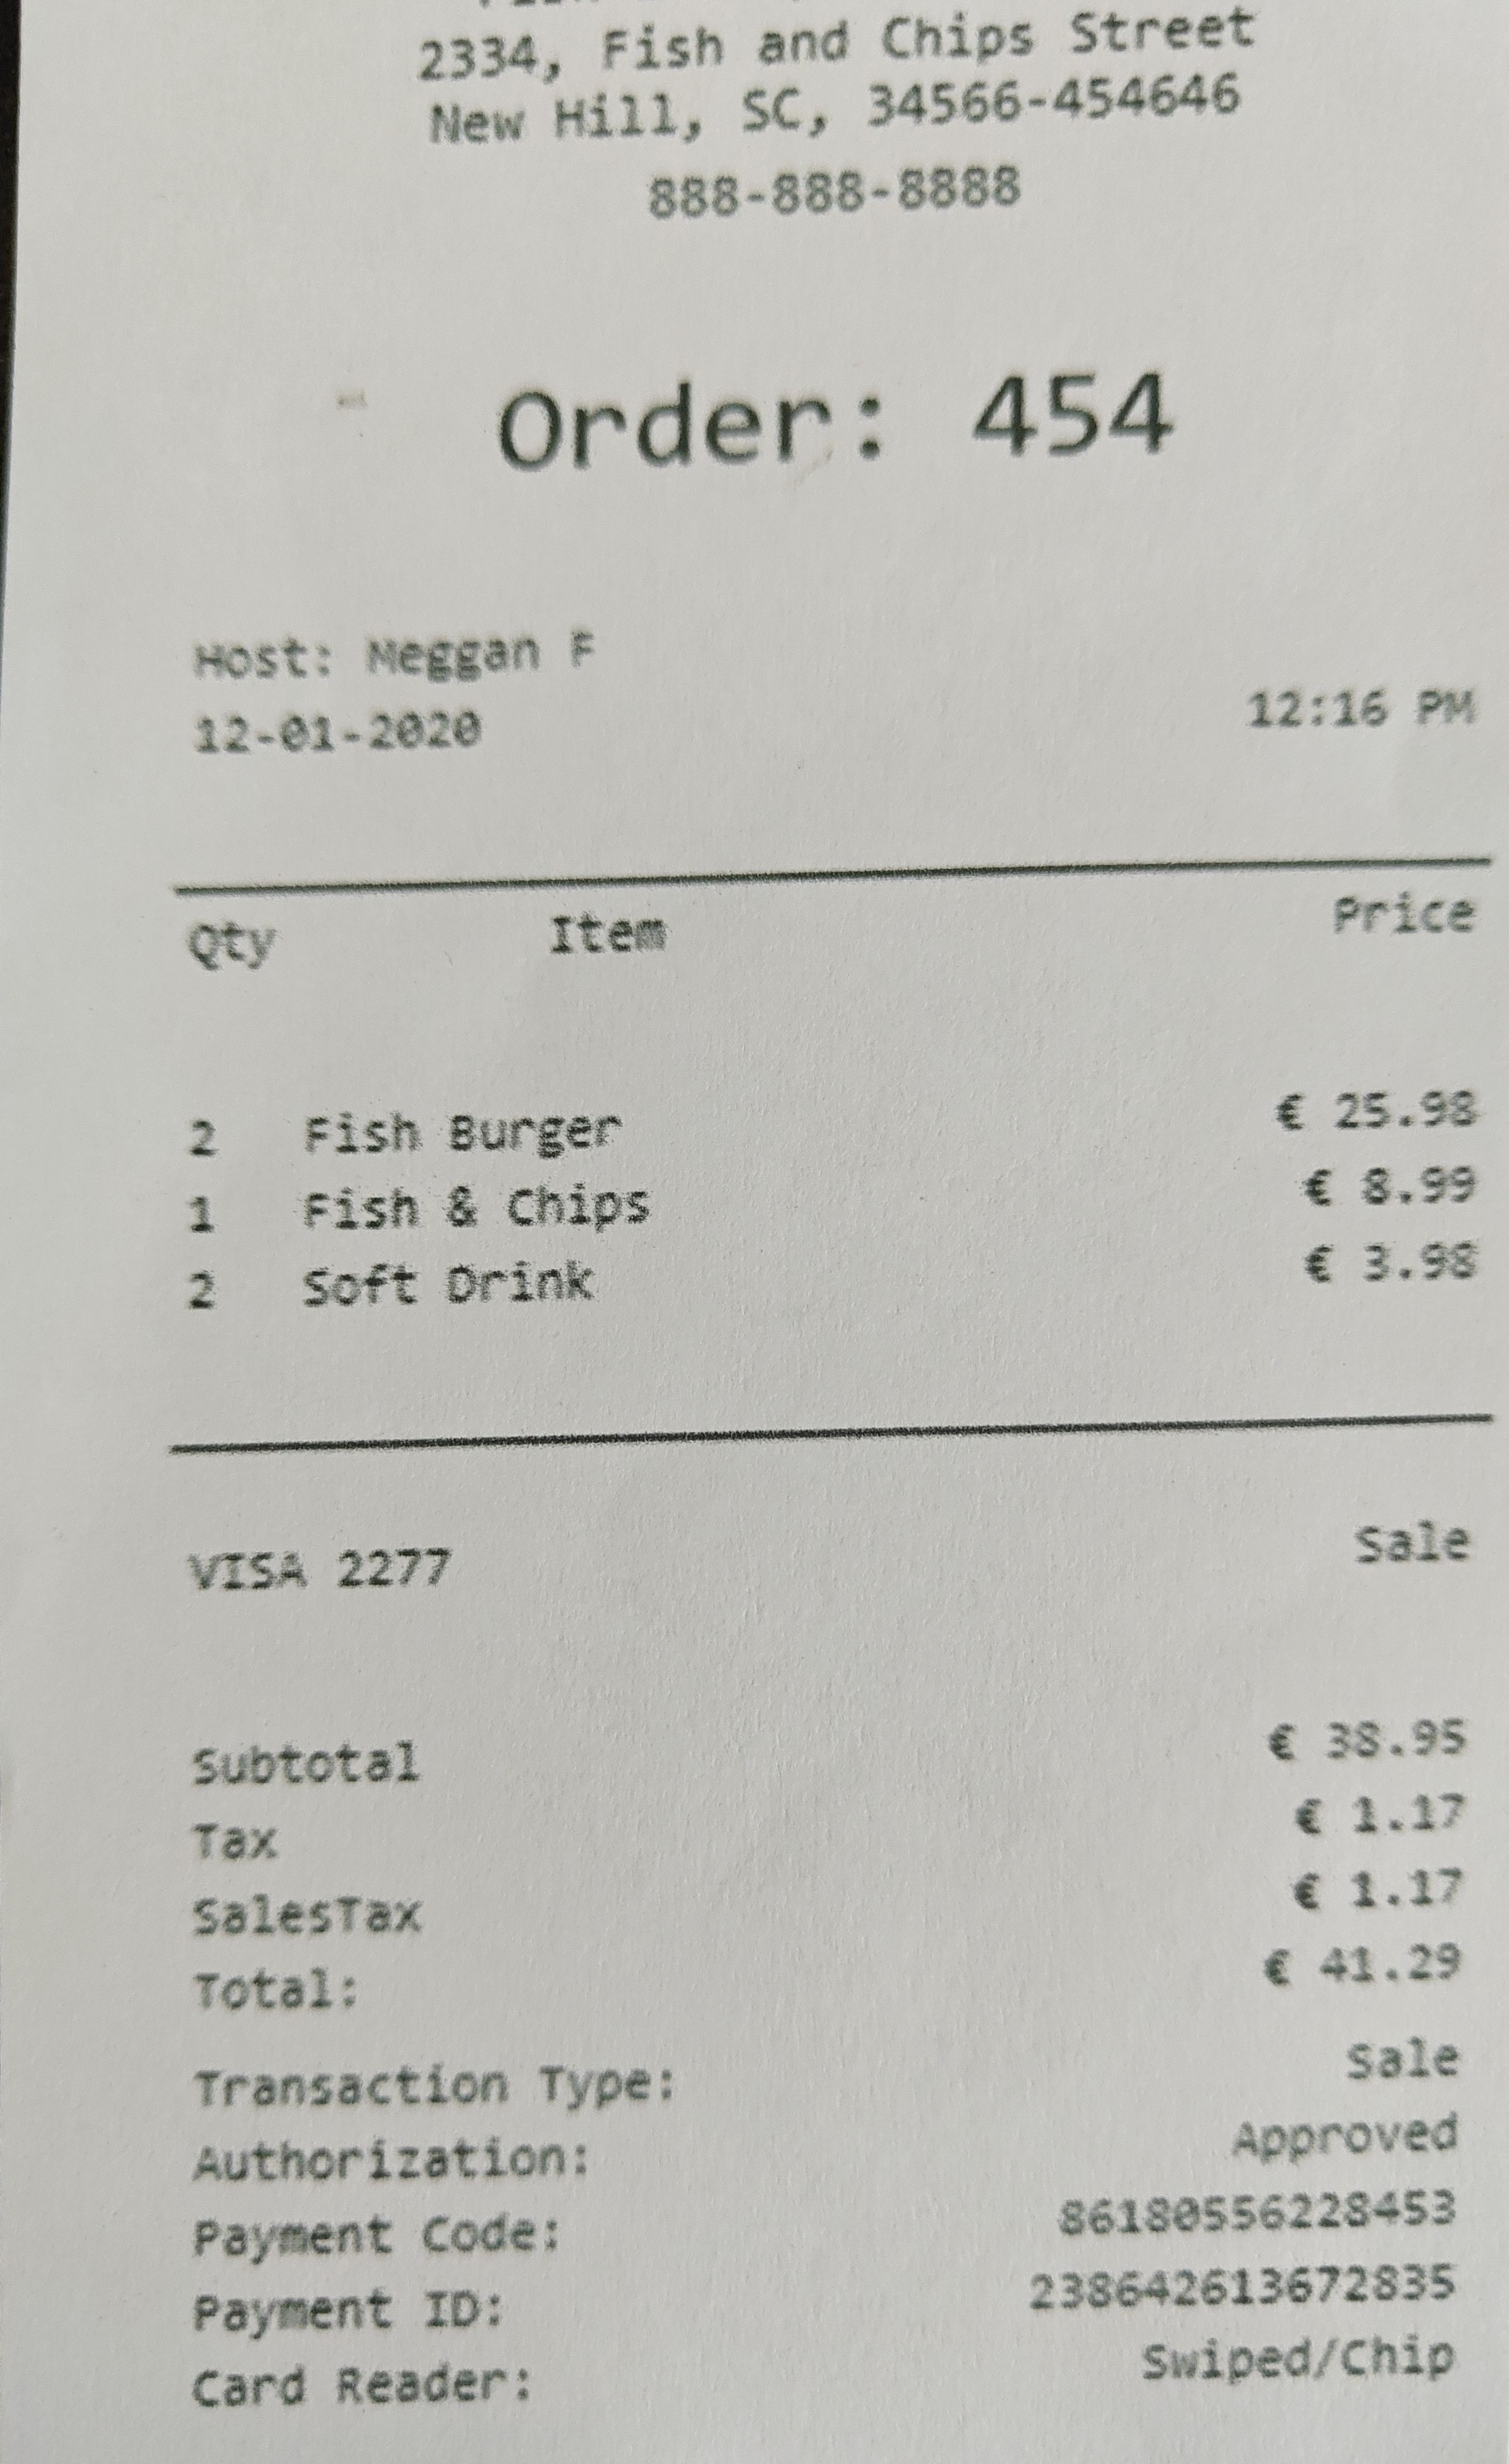 2334, Fish and Chips Street
New Hill, SC, 34566-454646
888-888-8888
Order: 454
Host: Meggan F
12-01-2020 12:16 PM
Qty Item Price
2 Fish Burger € 25.98
1 Fish & Chips € 8.99
2 Soft Drink € 3.98
VISA 2277 Sale
Subtotal € 38.95
Tax € 1.17
SalesTax € 1.17
Total: € 41.29
Transaction Type: Sale
Authorization: Approved
Payment Code: 86180556228453
Payment ID: 238642613672835
Card Reader: Swiped/Chip